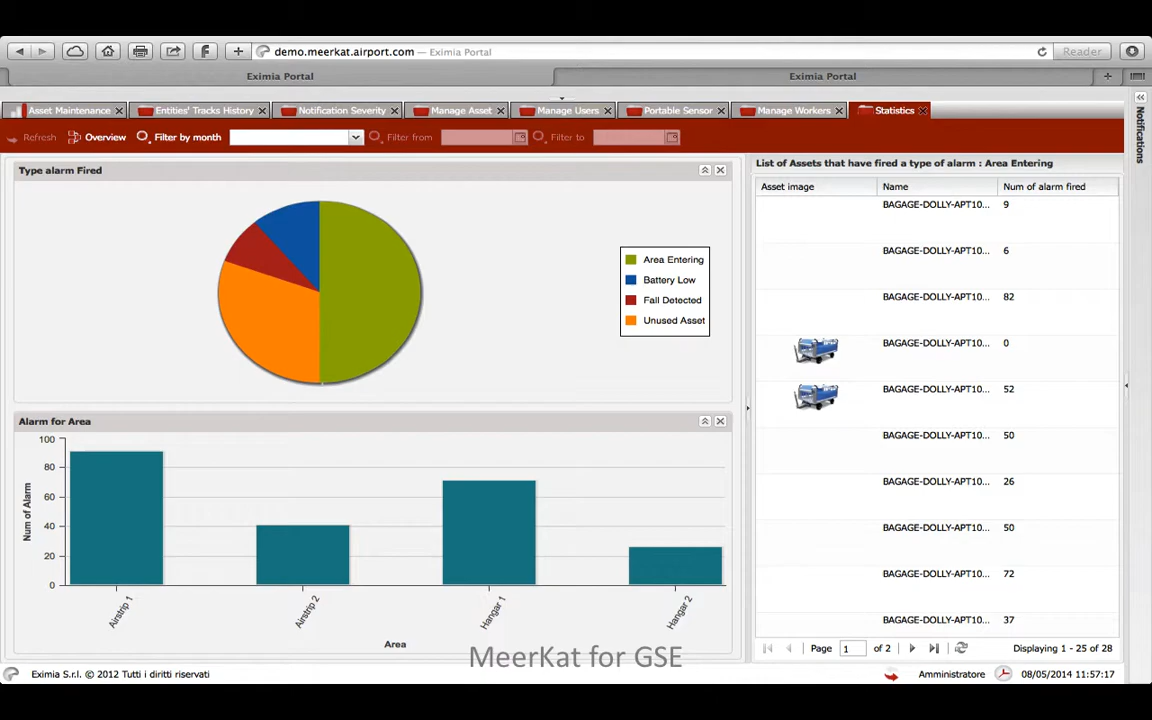 demo.meerkat.airport.com — Eximia Portal
Reader
Eximia Portal
Eximia Portal
Asset Maintenance
Entities' Tracks History
Notification Severity
Manage Asset
Manage Users
Portable Sensor
Manage Workers
Statistics
Notifications
Refresh
Overview
Filter by month
Filter from
Filter to
Type alarm Fired
Area Entering
Battery Low
Fall Detected
Unused Asset
Alarm for Area
Num of Alarm
100
80
60
40
20
0
Airstrip 1
Airstrip 2
Hangar 1
Hangar 2
Area
List of Assets that have fired a type of alarm : Area Entering
Asset image Name Num of alarm fired
BAGAGE-DOLLY-APT10... 9
BAGAGE-DOLLY-APT10... 6
BAGAGE-DOLLY-APT10... 82
BAGAGE-DOLLY-APT10... 0
BAGAGE-DOLLY-APT10... 52
BAGAGE-DOLLY-APT10... 50
BAGAGE-DOLLY-APT10... 26
BAGAGE-DOLLY-APT10... 50
BAGAGE-DOLLY-APT10... 72
BAGAGE-DOLLY-APT10... 37
Page 1 of 2
Displaying 1 - 25 of 28
MeerKat for GSE
Eximia S.r.l. © 2012 Tutti i diritti riservati
Amministratore
08/05/2014 11:57:17